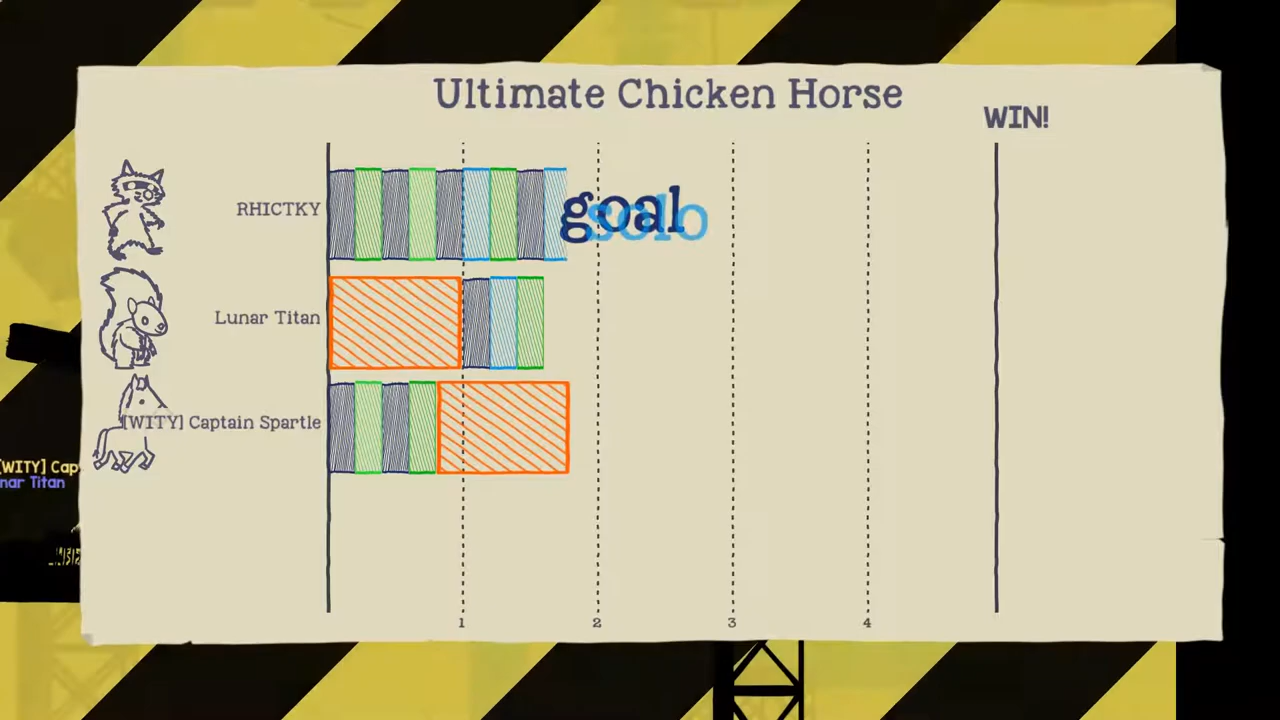 Ultimate Chicken Horse
WIN!
RHICTKY
goal
solo
Lunar Titan
[WITY] Captain Spartle
[WITY] Cap
nar Titan
1 2 3 4